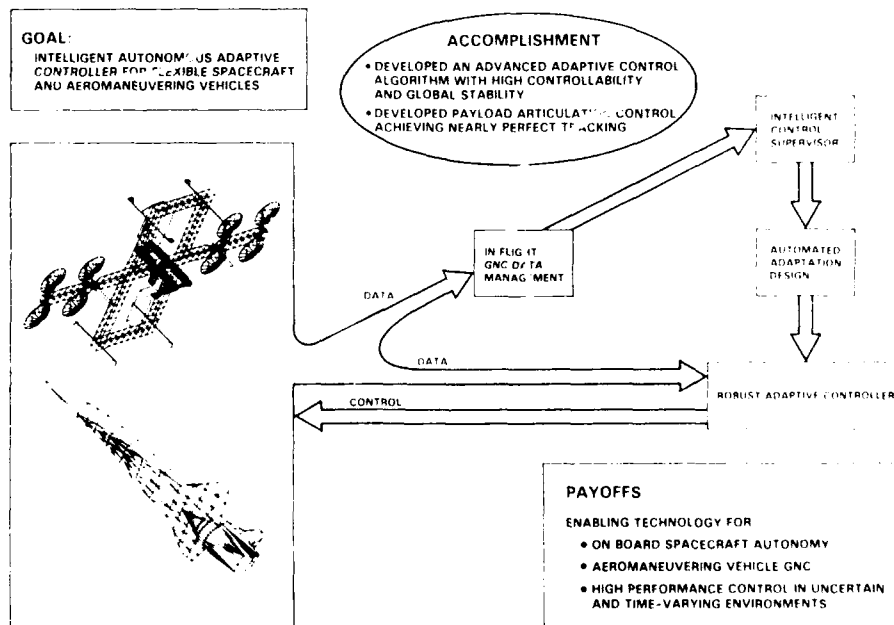 GOAL:
INTELLIGENT AUTONOMOUS ADAPTIVE
CONTROLLER FOR FLEXIBLE SPACECRAFT
AND AEROMANEUVERING VEHICLES
ACCOMPLISHMENT
• DEVELOPED AN ADVANCED ADAPTIVE CONTROL
ALGORITHM WITH HIGH CONTROLLABILITY
AND GLOBAL STABILITY
• DEVELOPED PAYLOAD ARTICULATION CONTROL
ACHIEVING NEARLY PERFECT TRACKING
INTELLIGENT
CONTROL
SUPERVISOR
IN FLIGHT
GNC DATA
MANAGEMENT
AUTOMATED
ADAPTATION
DESIGN
DATA
DATA
CONTROL
ROBUST ADAPTIVE CONTROLLER
PAYOFFS
ENABLING TECHNOLOGY FOR
• ON BOARD SPACECRAFT AUTONOMY
• AEROMANEUVERING VEHICLE GNC
• HIGH PERFORMANCE CONTROL IN UNCERTAIN
AND TIME-VARYING ENVIRONMENTS